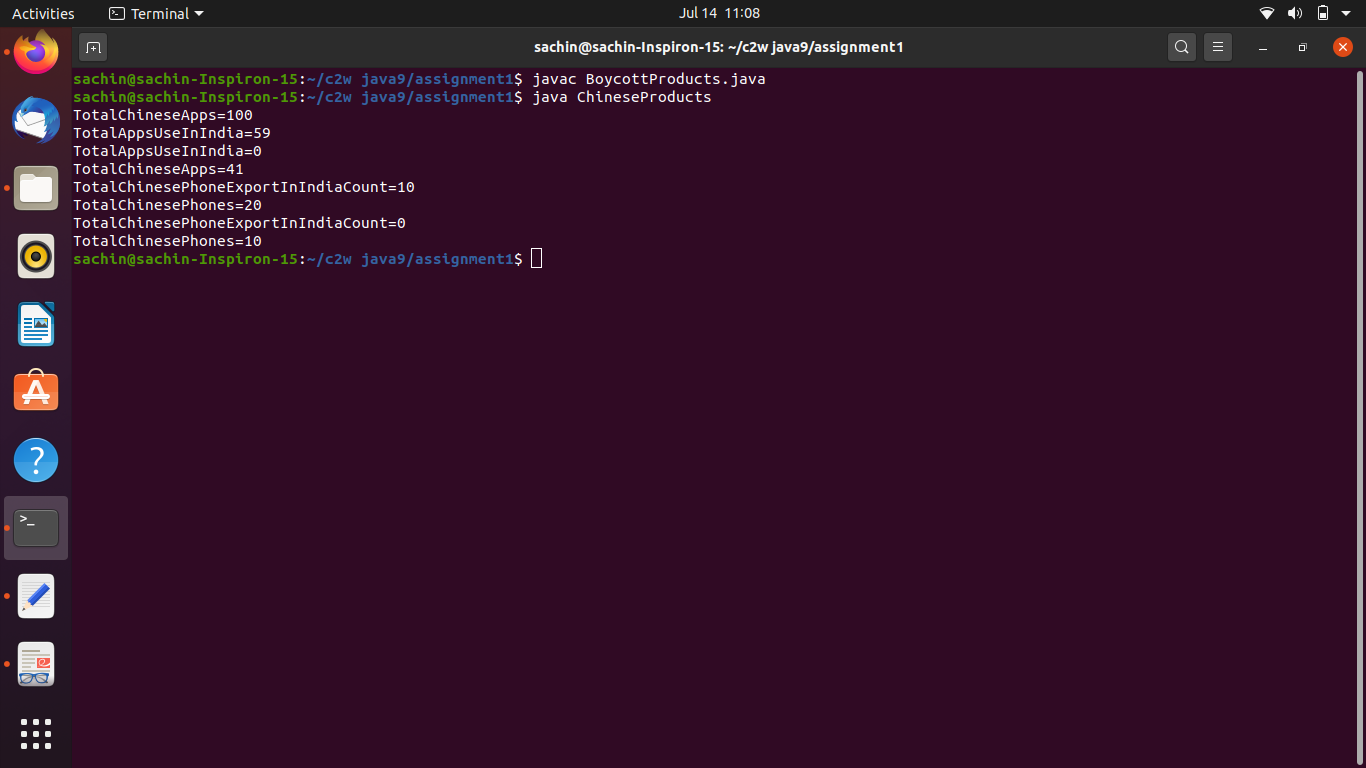 Activities Terminal Jul 14 11:08
sachin@sachin-Inspiron-15: ~/c2w java9/assignment1
sachin@sachin-Inspiron-15:~/c2w java9/assignment1$ javac BoycottProducts.java
sachin@sachin-Inspiron-15:~/c2w java9/assignment1$ java ChineseProducts
TotalChineseApps=100
TotalAppsUseInIndia=59
TotalAppsUseInIndia=0
TotalChineseApps=41
TotalChinesePhoneExportInIndiaCount=10
TotalChinesePhones=20
TotalChinesePhoneExportInIndiaCount=0
TotalChinesePhones=10
sachin@sachin-Inspiron-15:~/c2w java9/assignment1$